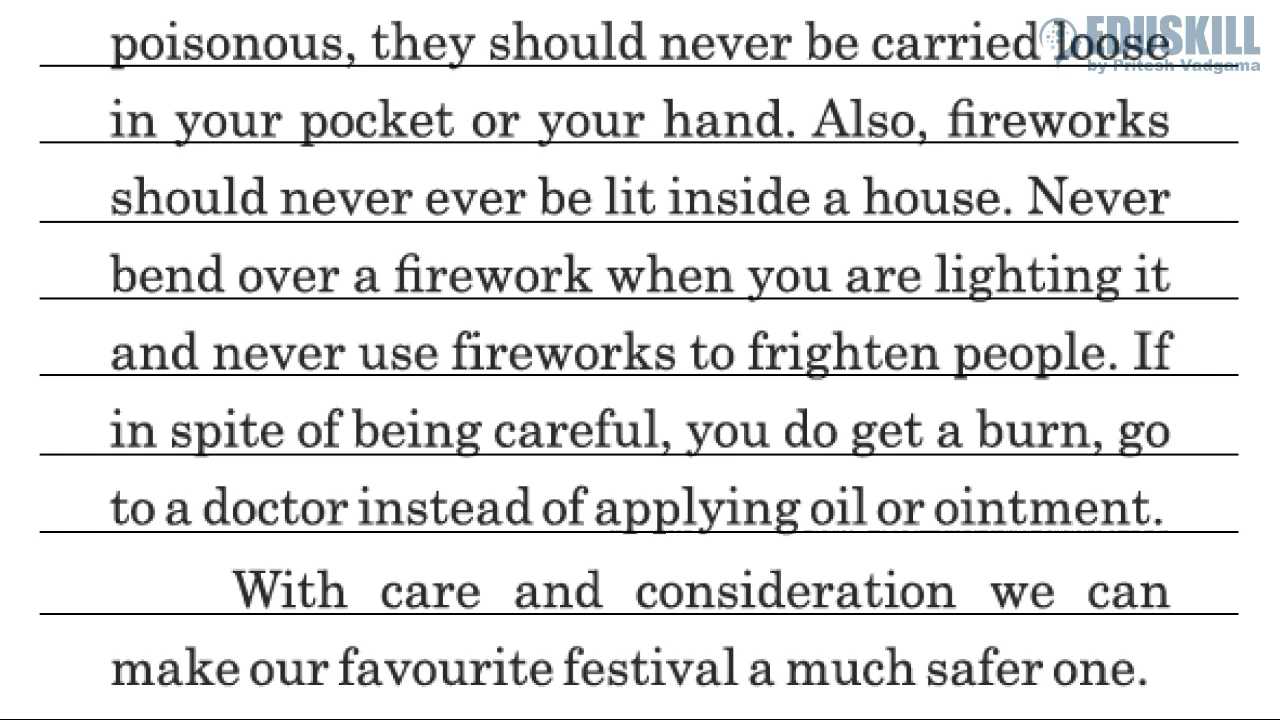 EDUSKILL
by Pritesh Vadgama
poisonous, they should never be carried loose
in your pocket or your hand. Also, fireworks
should never ever be lit inside a house. Never
bend over a firework when you are lighting it
and never use fireworks to frighten people. If
in spite of being careful, you do get a burn, go
to a doctor instead of applying oil or ointment.
With care and consideration we can
make our favourite festival a much safer one.